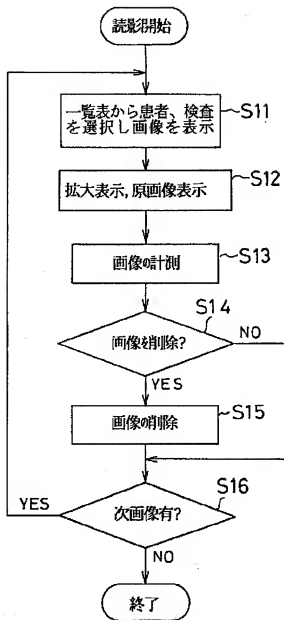 読影開始
一覧表から患者、検査
を選択し画像を表示
S11
拡大表示,原画像表示
S12
画像の計測
S13
S14
画像を削除?
NO
YES
画像の削除
S15
S16
YES
次画像有?
NO
終了